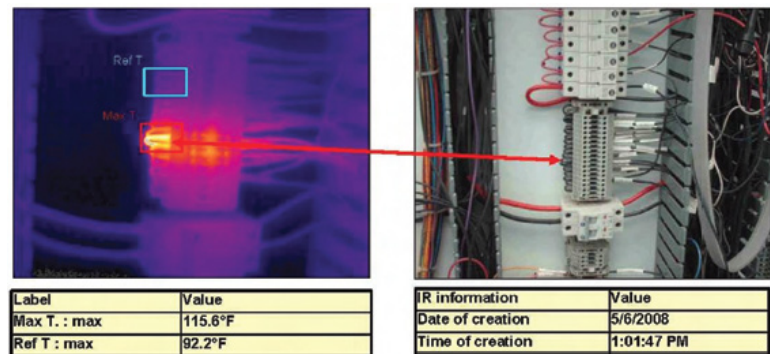 Ref T
Max T
Label Value
Max T. : max 115.6°F
Ref T : max 92.2°F
IR information Value
Date of creation 5/6/2008
Time of creation 1:01:47 PM